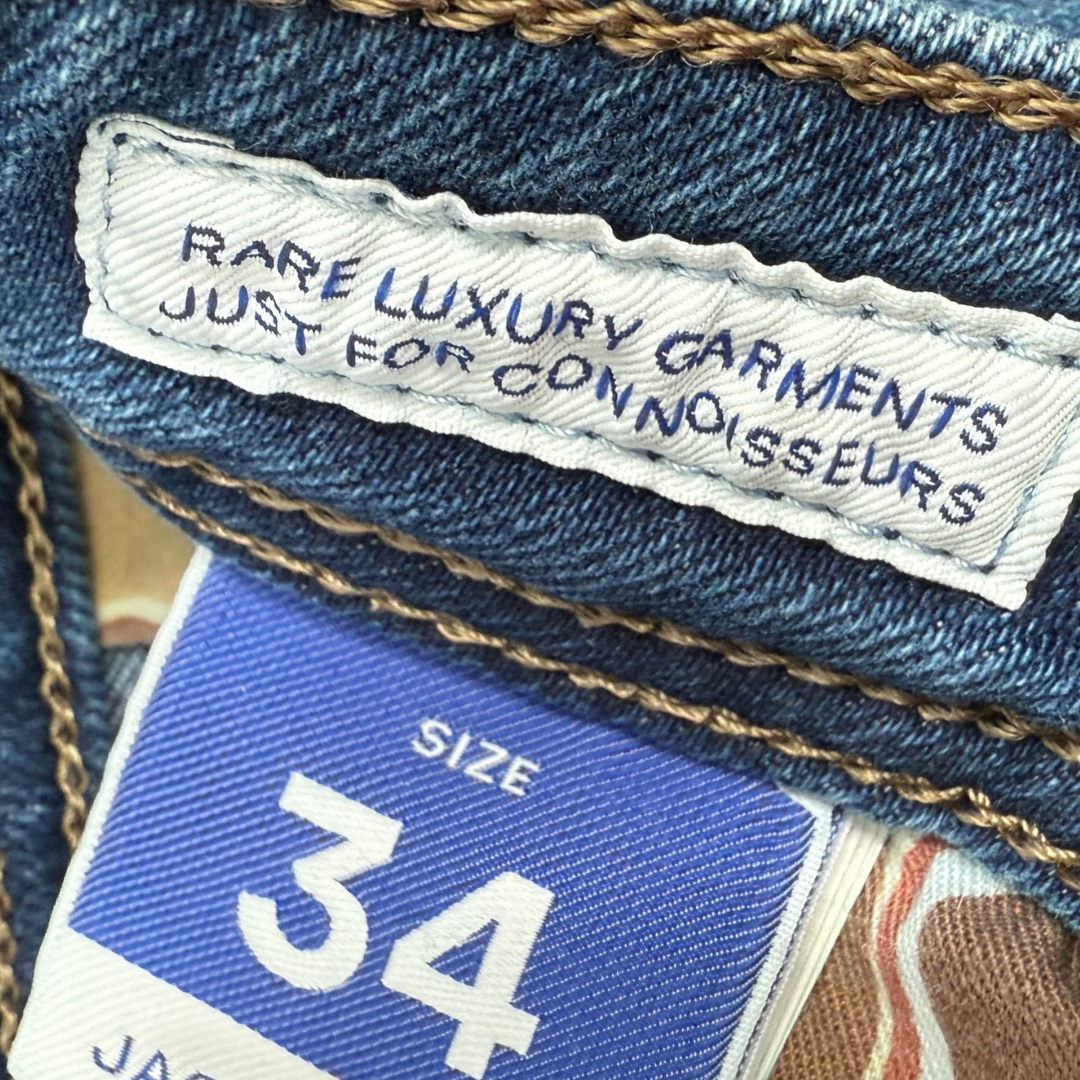 RARE LUXURY GARMENTS
JUST FOR CONNOISSEURS
SIZE
34